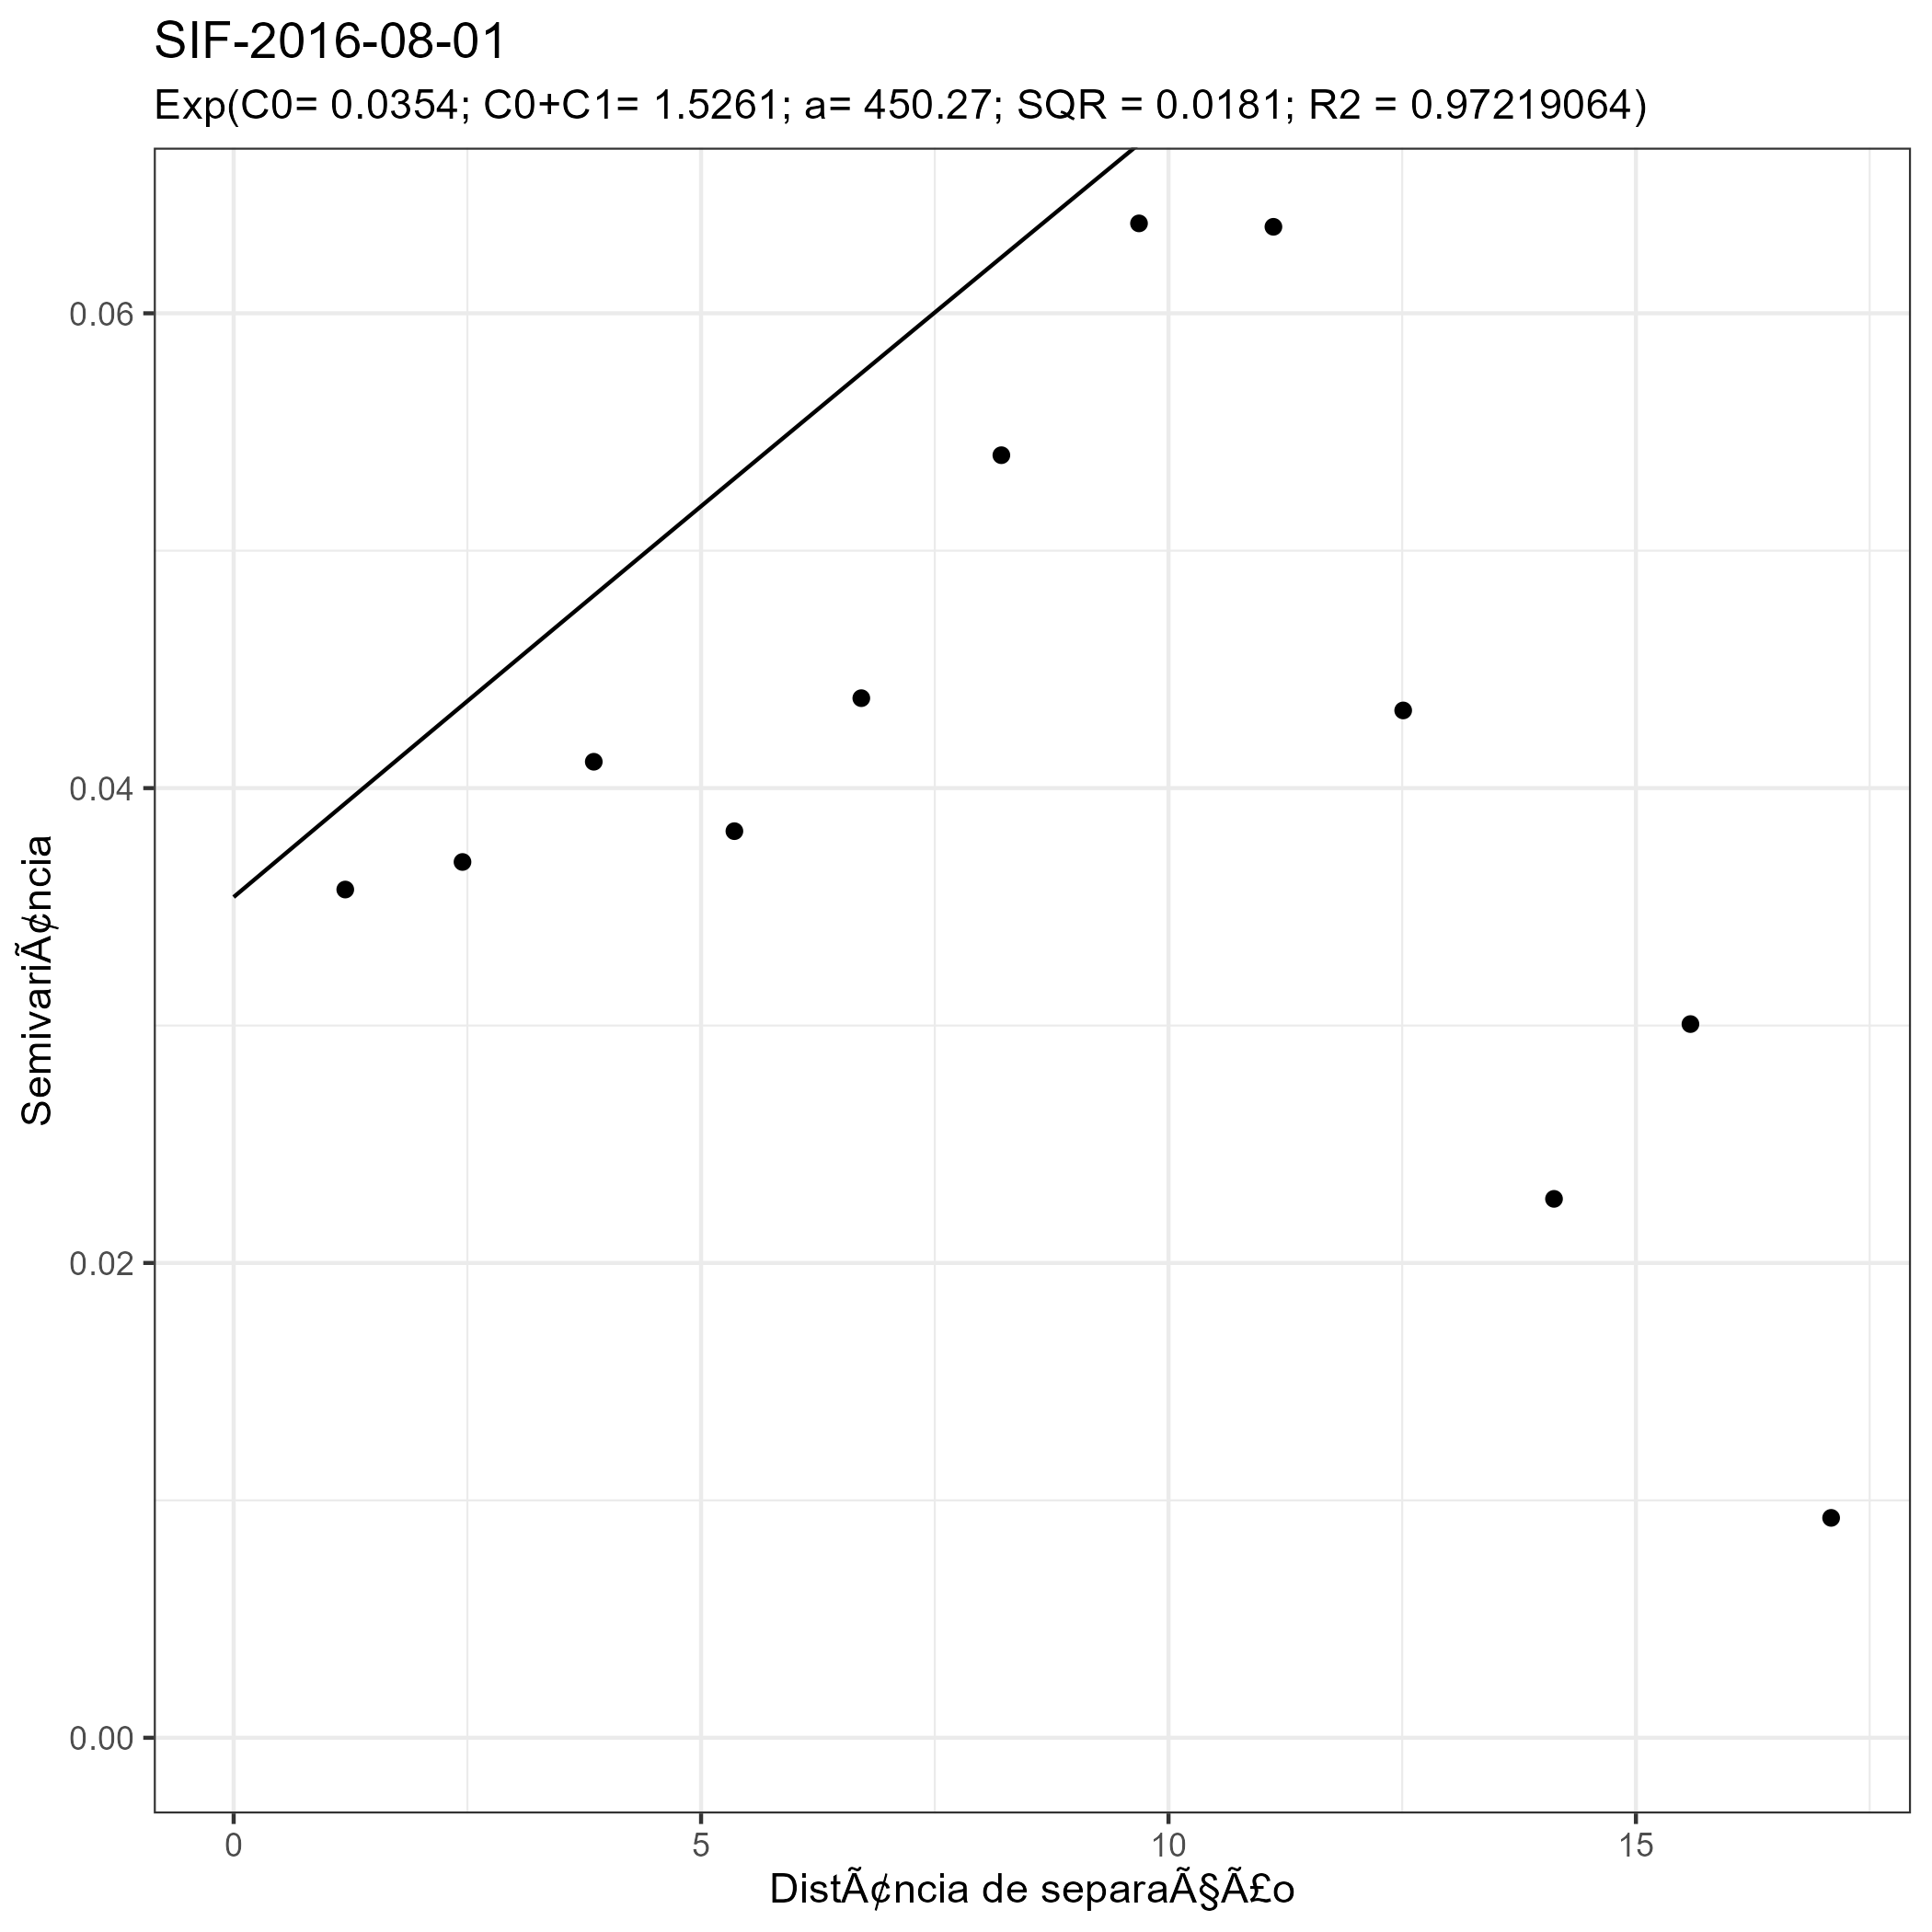 SIF-2016-08-01
Exp(C0= 0.0354; C0+C1= 1.5261; a= 450.27; SQR = 0.0181; R2 = 0.97219064)
0.06
0.04
0.02
0.00
SemivariÃ¢ncia
0 5 10 15
DistÃ¢ncia de separaÃ§Ã£o